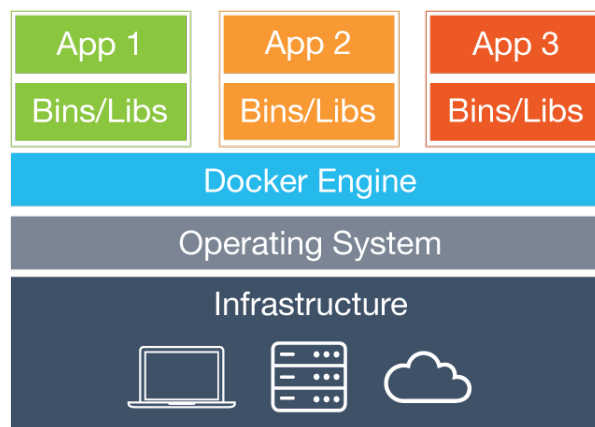 App 1
App 2
App 3
Bins/Libs
Bins/Libs
Bins/Libs
Docker Engine
Operating System
Infrastructure